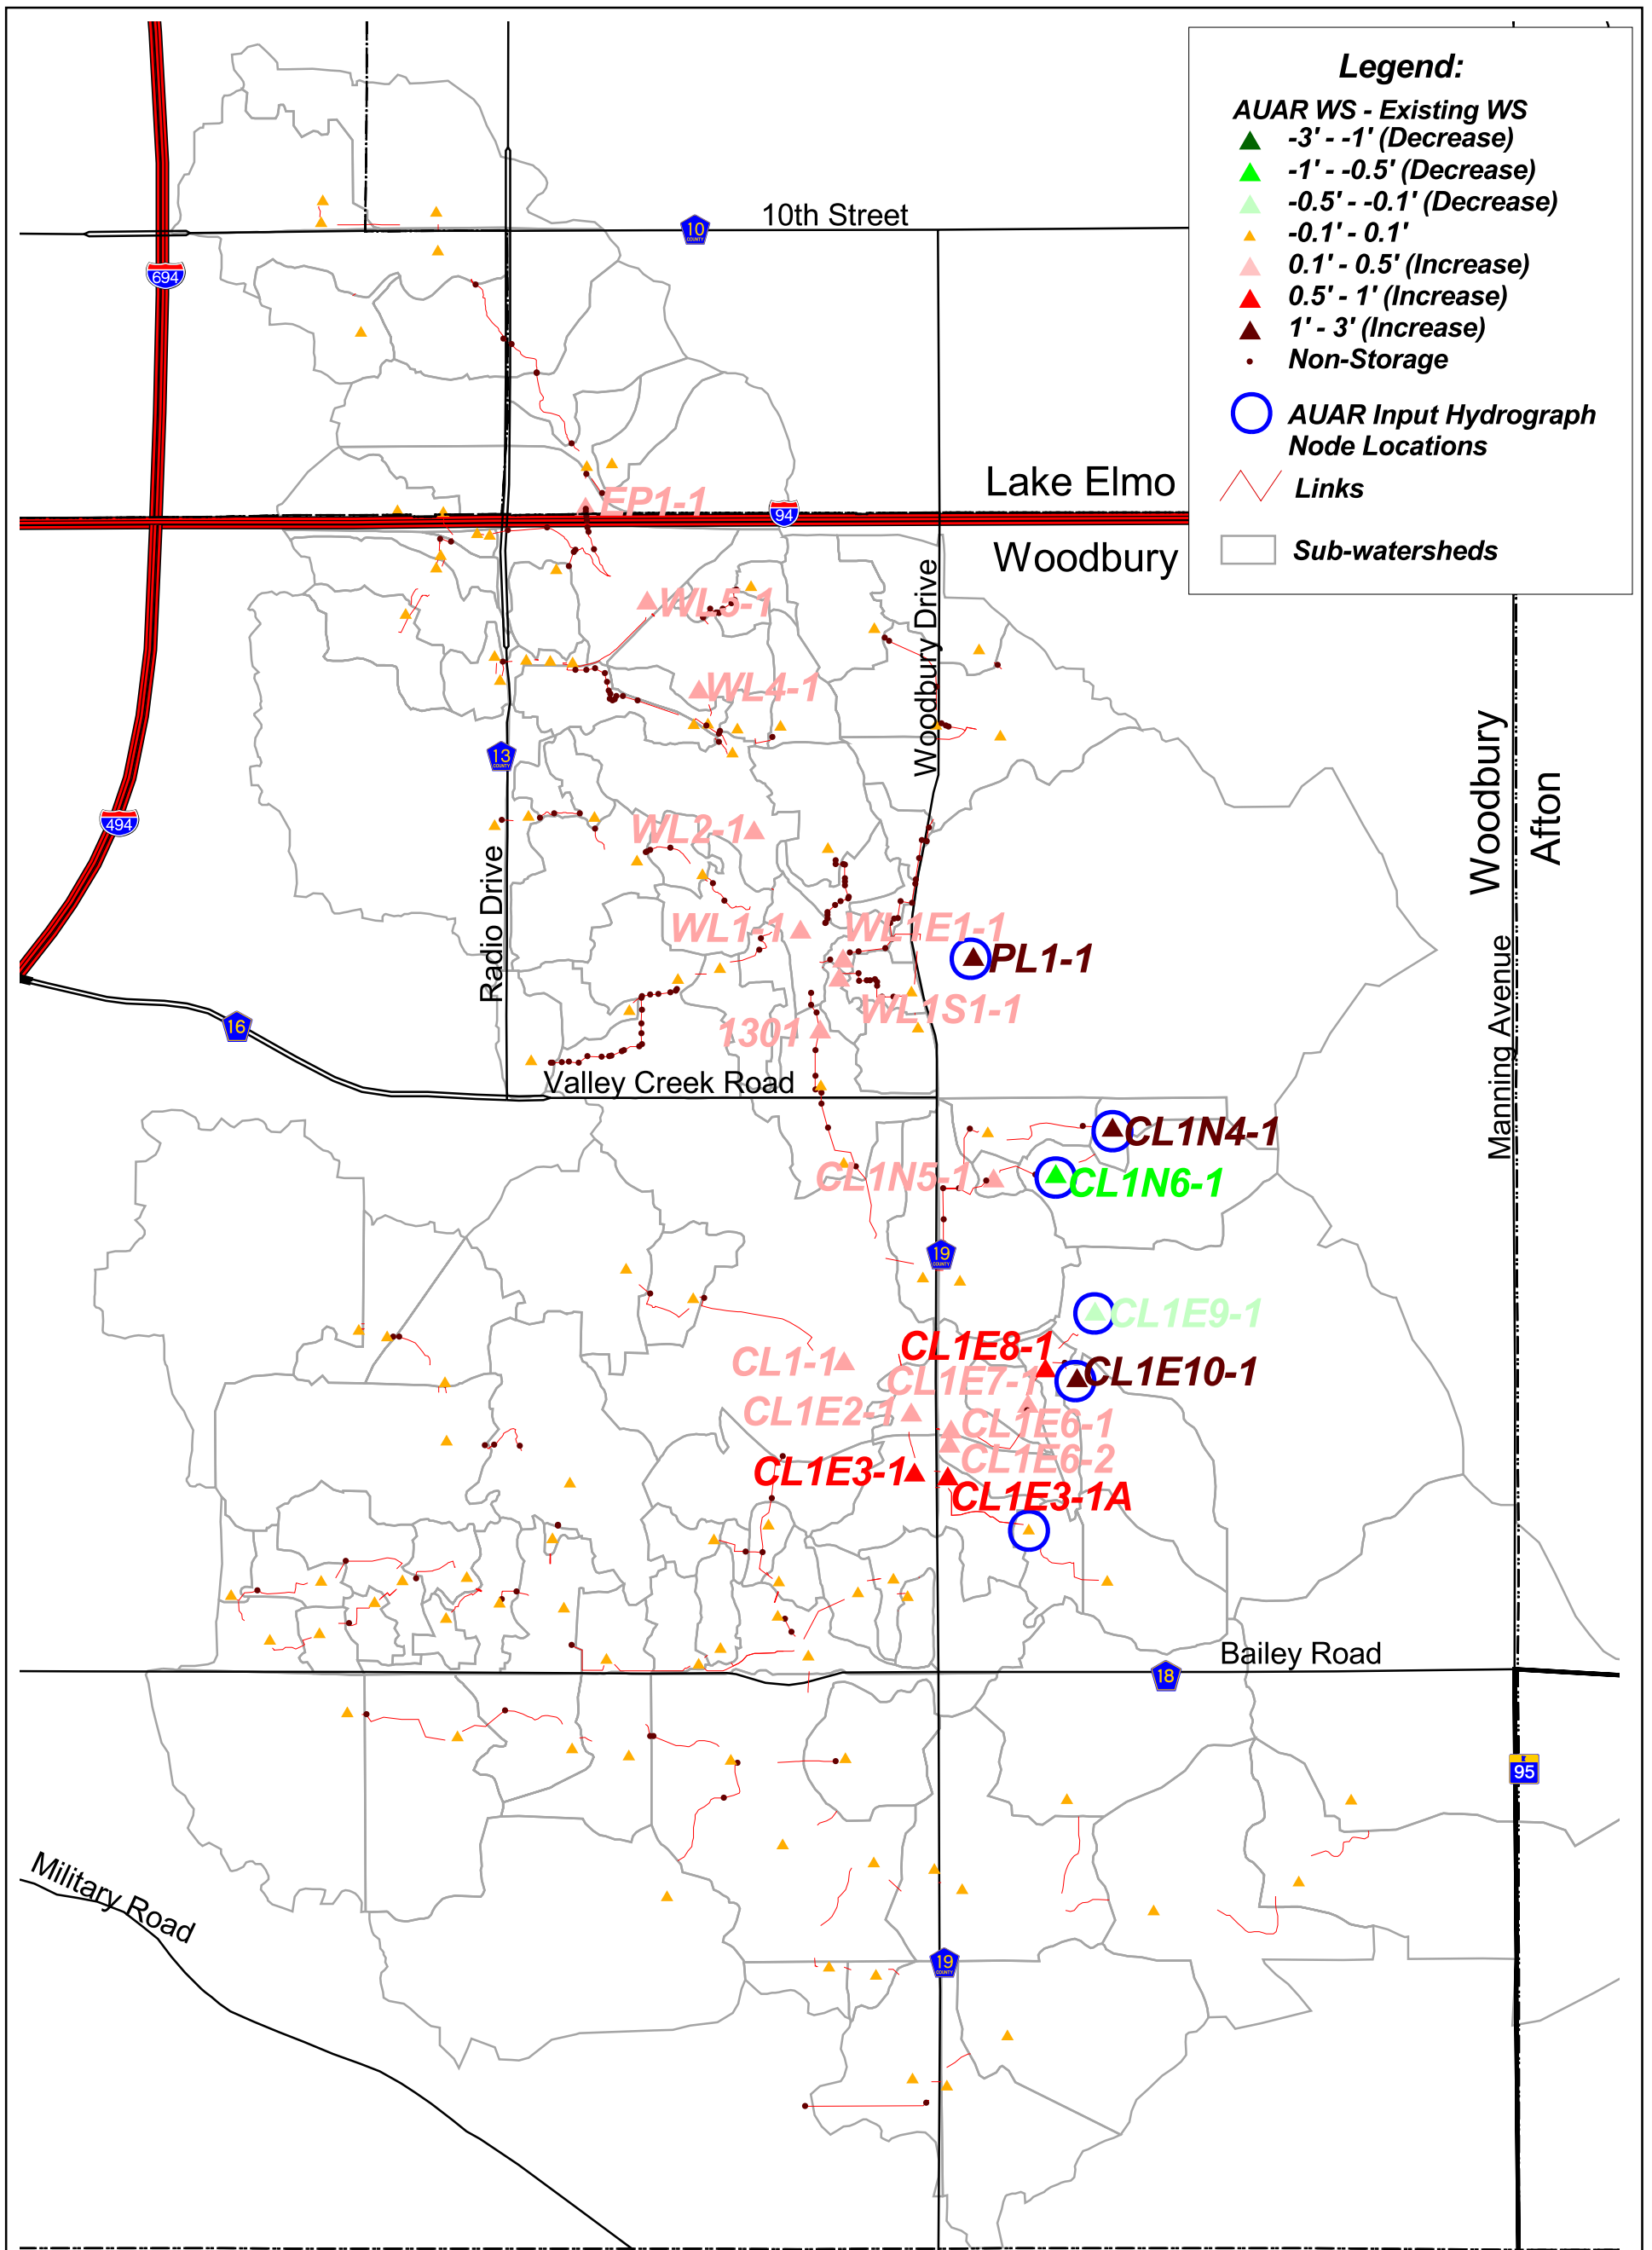 Legend:
AUAR WS - Existing WS
-3' - -1' (Decrease)
-1' - -0.5' (Decrease)
-0.5' - -0.1' (Decrease)
-0.1' - 0.1'
0.1' - 0.5' (Increase)
0.5' - 1' (Increase)
1' - 3' (Increase)
Non-Storage
AUAR Input Hydrograph
Node Locations
Links
Sub-watersheds
10th Street
10
COUNTY
694
Lake Elmo
EP1-1
94
Woodbury
WL5-1
Woodbury Drive
WL4-1
13
COUNTY
Woodbury
Afton
494
WL2-1
Radio Drive
WL1-1
WL1E1-1
PL1-1
WL1S1-1
16
COUNTY
1301
Manning Avenue
Valley Creek Road
CL1N4-1
CL1N5-1
CL1N6-1
19
COUNTY
CL1E9-1
CL1E8-1
CL1-1
CL1E7-1
CL1E10-1
CL1E2-1
CL1E6-1
CL1E6-2
CL1E3-1
CL1E3-1A
Bailey Road
18
COUNTY
95
Military Road
19
COUNTY